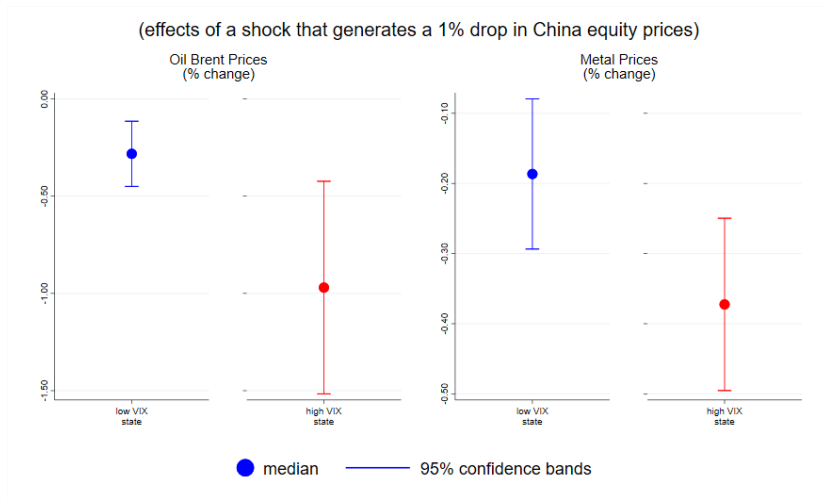 (effects of a shock that generates a 1% drop in China equity prices)
Oil Brent Prices
(% change)
Metal Prices
(% change)
0.00
-0.50
-1.00
-1.50
-0.10
-0.20
-0.30
-0.40
-0.50
low VIX
state
high VIX
state
low VIX
state
high VIX
state
median
95% confidence bands